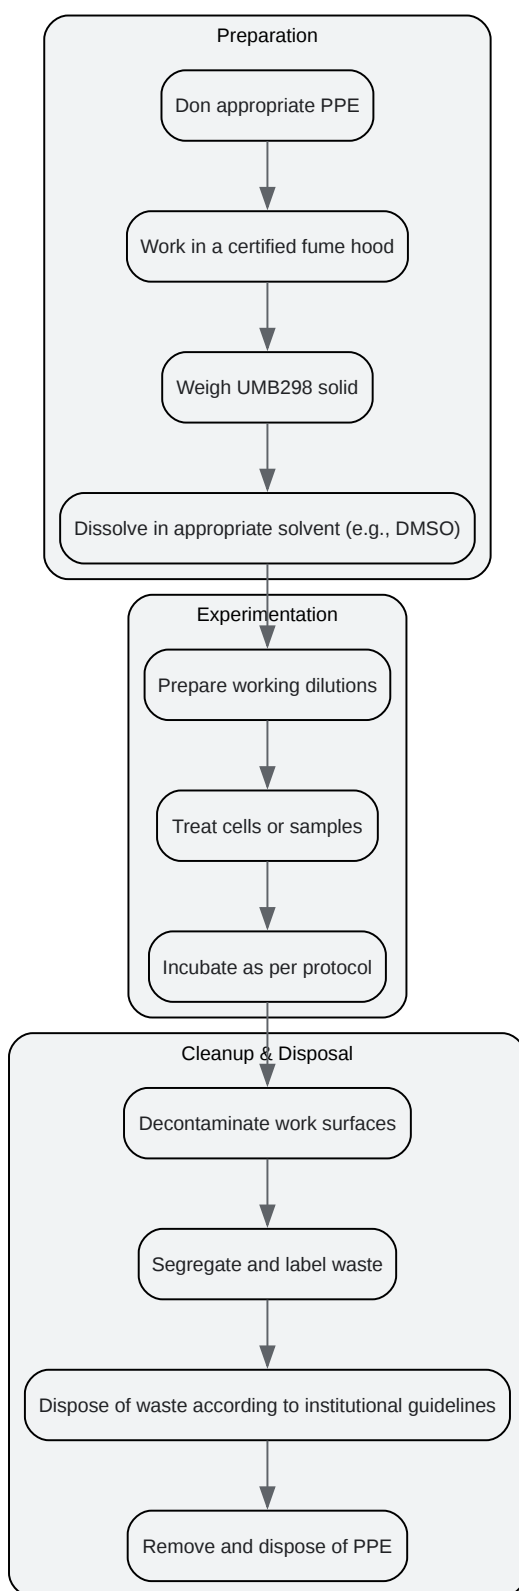 Preparation
Don appropriate PPE
Work in a certified fume hood
Weigh UMB298 solid
Dissolve in appropriate solvent (e.g., DMSO)
Experimentation
Prepare working dilutions
Treat cells or samples
Incubate as per protocol
Cleanup & Disposal
Decontaminate work surfaces
Segregate and label waste
Dispose of waste according to institutional guidelines
Remove and dispose of PPE